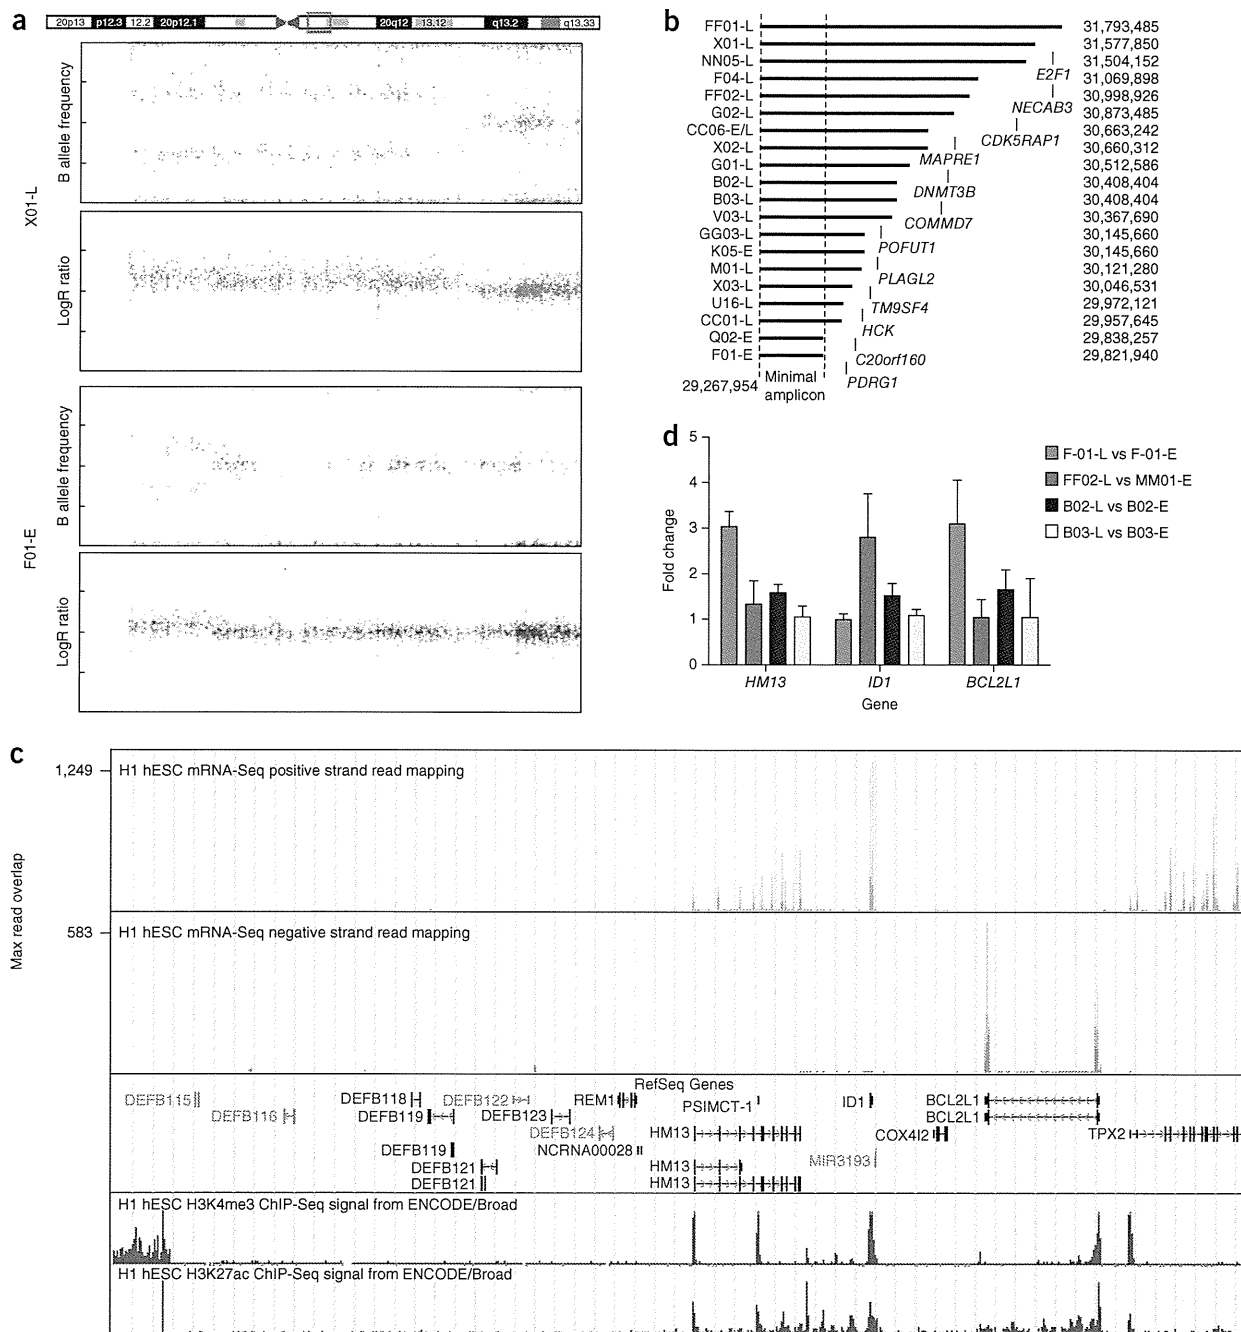 a
20p13 p12.3 12.2 20p12.1 20q12 13.12 q13.2 q13.33
X01-L
B allele frequency
LogR ratio
F01-E
B allele frequency
LogR ratio
b
FF01-L 31,793,485
X01-L 31,577,850
NN05-L 31,504,152
E2F1
F04-L 31,069,898
FF02-L 30,998,926
NECAB3
G02-L 30,873,485
CC06-E/L 30,663,242
CDK5RAP1
X02-L 30,660,312
MAPRE1
G01-L 30,512,586
B02-L 30,408,404
DNMT3B
B03-L 30,408,404
V03-L 30,367,690
COMMD7
GG03-L 30,145,660
POFUT1
K05-E 30,145,660
M01-L 30,121,280
PLAGL2
X03-L 30,046,531
U16-L 29,972,121
TM9SF4
CC01-L 29,957,645
HCK
Q02-E 29,838,257
F01-E 29,821,940
C20orf160
29,267,954 Minimal
amplicon
PDRG1
d
Fold change
5
4
3
2
1
0
HM13 ID1 BCL2L1
Gene
F-01-L vs F-01-E
FF02-L vs MM01-E
B02-L vs B02-E
B03-L vs B03-E
c
Max read overlap
1,249
H1 hESC mRNA-Seq positive strand read mapping
583
H1 hESC mRNA-Seq negative strand read mapping
RefSeq Genes
DEFB115 DEFB118 DEFB122 REM1 PSIMCT-1 ID1 BCL2L1
DEFB116 DEFB119 DEFB123 BCL2L1
DEFB124 HM13 COX4I2 TPX2
DEFB119 NCRNA00028 MIR3193
DEFB121 HM13
DEFB121 HM13
H1 hESC H3K4me3 ChIP-Seq signal from ENCODE/Broad
H1 hESC H3K27ac ChIP-Seq signal from ENCODE/Broad